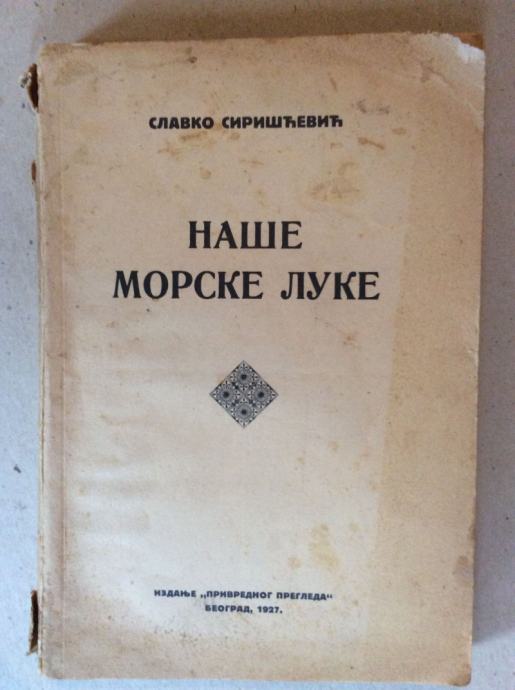 СЛАВКО СИРИШЋЕВИЋ
НАШЕ
МОРСКЕ ЛУКЕ
ИЗДАЊЕ „ПРИВРЕДНОГ ПРЕГЛЕДА“
БЕОГРАД, 1927.